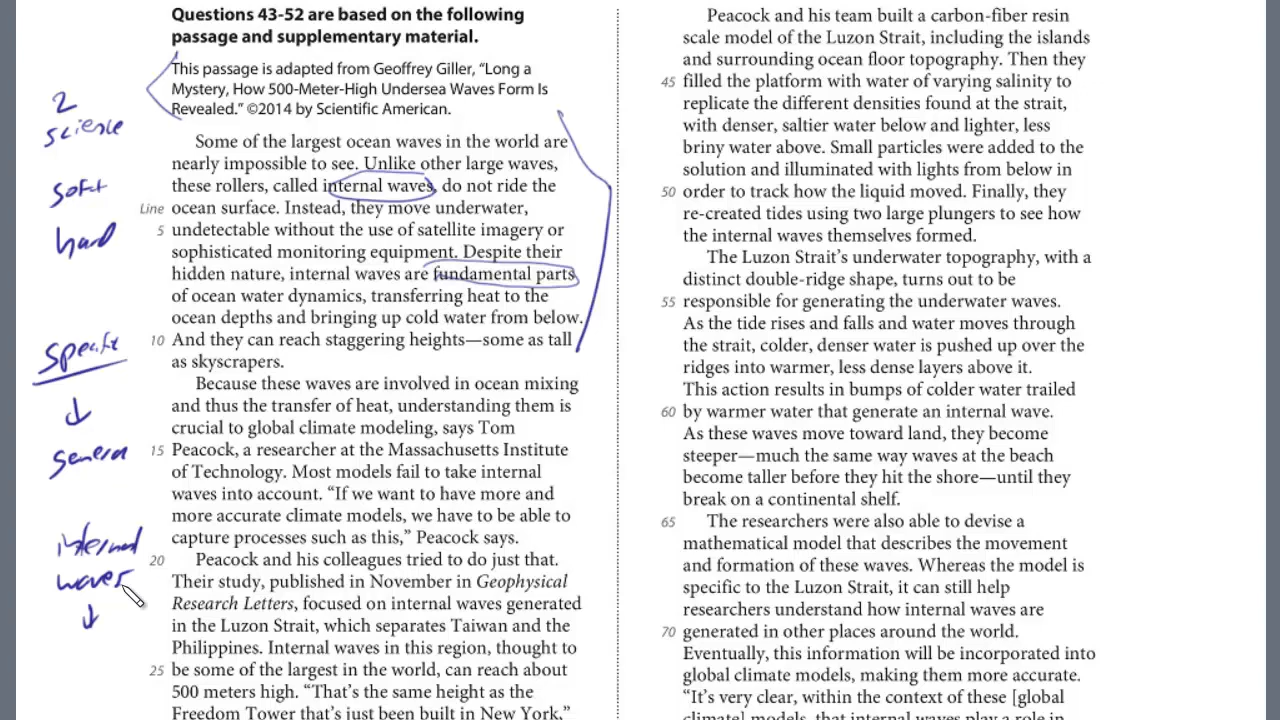 Questions 43-52 are based on the following
passage and supplementary material.
This passage is adapted from Geoffrey Giller, “Long a
Mystery, How 500-Meter-High Undersea Waves Form Is
Revealed.” ©2014 by Scientific American.
Some of the largest ocean waves in the world are
nearly impossible to see. Unlike other large waves,
these rollers, called internal waves, do not ride the
Line ocean surface. Instead, they move underwater,
5 undetectable without the use of satellite imagery or
sophisticated monitoring equipment. Despite their
hidden nature, internal waves are fundamental parts
of ocean water dynamics, transferring heat to the
ocean depths and bringing up cold water from below.
10 And they can reach staggering heights—some as tall
as skyscrapers.
Because these waves are involved in ocean mixing
and thus the transfer of heat, understanding them is
crucial to global climate modeling, says Tom
15 Peacock, a researcher at the Massachusetts Institute
of Technology. Most models fail to take internal
waves into account. “If we want to have more and
more accurate climate models, we have to be able to
capture processes such as this,” Peacock says.
20 Peacock and his colleagues tried to do just that.
Their study, published in November in Geophysical
Research Letters, focused on internal waves generated
in the Luzon Strait, which separates Taiwan and the
Philippines. Internal waves in this region, thought to
25 be some of the largest in the world, can reach about
500 meters high. “That’s the same height as the
Freedom Tower that’s just been built in New York,”
2
science
soft
hard
specific
general
internal
waves
Peacock and his team built a carbon-fiber resin
scale model of the Luzon Strait, including the islands
and surrounding ocean floor topography. Then they
45 filled the platform with water of varying salinity to
replicate the different densities found at the strait,
with denser, saltier water below and lighter, less
briny water above. Small particles were added to the
solution and illuminated with lights from below in
50 order to track how the liquid moved. Finally, they
re-created tides using two large plungers to see how
the internal waves themselves formed.
The Luzon Strait’s underwater topography, with a
distinct double-ridge shape, turns out to be
55 responsible for generating the underwater waves.
As the tide rises and falls and water moves through
the strait, colder, denser water is pushed up over the
ridges into warmer, less dense layers above it.
This action results in bumps of colder water trailed
60 by warmer water that generate an internal wave.
As these waves move toward land, they become
steeper—much the same way waves at the beach
become taller before they hit the shore—until they
break on a continental shelf.
65 The researchers were also able to devise a
mathematical model that describes the movement
and formation of these waves. Whereas the model is
specific to the Luzon Strait, it can still help
researchers understand how internal waves are
70 generated in other places around the world.
Eventually, this information will be incorporated into
global climate models, making them more accurate.
“It’s very clear, within the context of these [global
climate] models, that internal waves play a role in